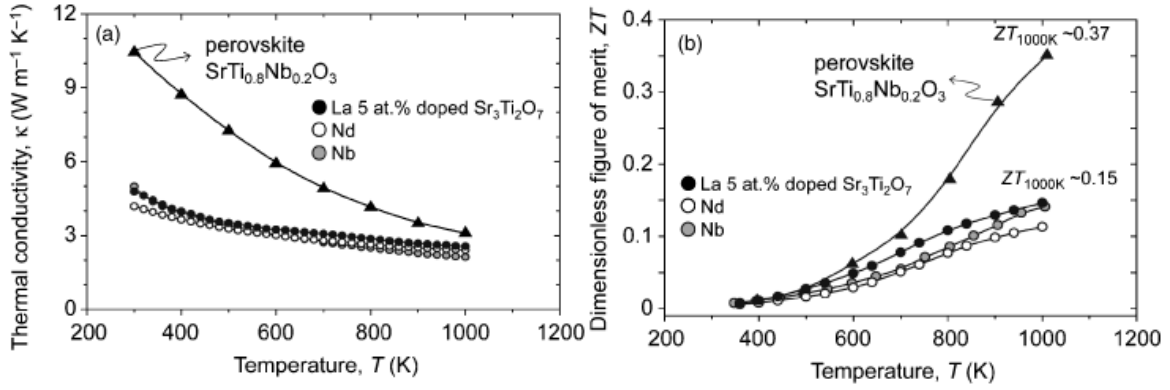 (a)
perovskite
SrTi0.8Nb0.2O3
La 5 at.% doped Sr3Ti2O7
Nd
Nb
Thermal conductivity, κ (W m−1 K−1)
12
9
6
3
0
200
400
600
800
1000
1200
Temperature, T (K)
(b)
ZT1000K ~0.37
perovskite
SrTi0.8Nb0.2O3
La 5 at.% doped Sr3Ti2O7
Nd
Nb
ZT1000K ~0.15
Dimensionless figure of merit, ZT
0.4
0.3
0.2
0.1
0
200
400
600
800
1000
1200
Temperature, T (K)